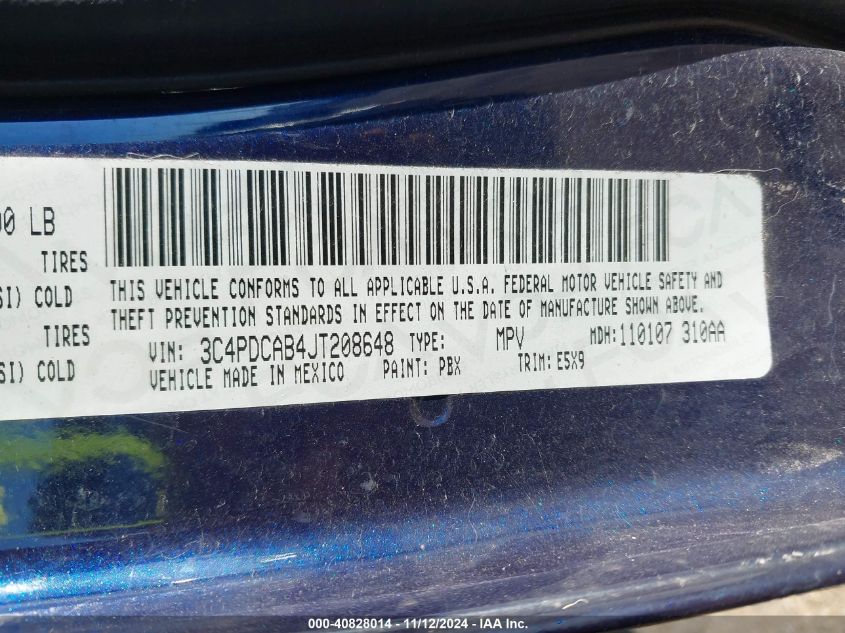 00 LB
TIRES
SI) COLD
TIRES
SI) COLD
THIS VEHICLE CONFORMS TO ALL APPLICABLE U.S.A. FEDERAL MOTOR VEHICLE SAFETY AND
THEFT PREVENTION STANDARDS IN EFFECT ON THE DATE OF MANUFACTURE SHOWN ABOVE.
VIN: 3C4PDCAB4JT208648 TYPE: MPV MDH:110107 310AA
VEHICLE MADE IN MEXICO PAINT: PBX TRIM:E5X9
000-40828014 - 11/12/2024 - IAA Inc.